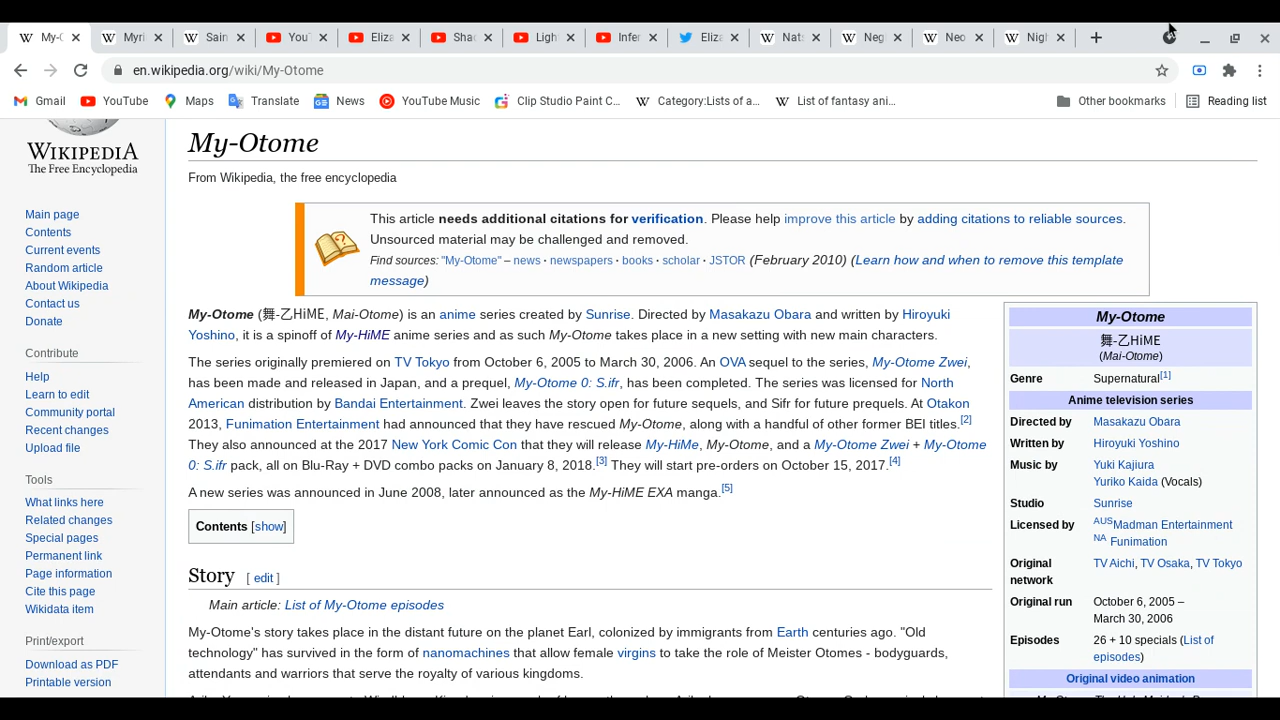 My-O
Myri
Sain
YouT
Eliza
Shac
Ligh
Infer
Eliza
Nats
Neg
Neo
Nigh
en.wikipedia.org/wiki/My-Otome
Gmail YouTube Maps Translate News YouTube Music Clip Studio Paint C... Category:Lists of a... List of fantasy ani... Other bookmarks Reading list
WIKIPEDIA
The Free Encyclopedia
Main page
Contents
Current events
Random article
About Wikipedia
Contact us
Donate
Contribute
Help
Learn to edit
Community portal
Recent changes
Upload file
Tools
What links here
Related changes
Special pages
Permanent link
Page information
Cite this page
Wikidata item
Print/export
Download as PDF
Printable version
My-Otome
From Wikipedia, the free encyclopedia
This article needs additional citations for verification. Please help improve this article by adding citations to reliable sources.
Unsourced material may be challenged and removed.
Find sources: "My-Otome" – news · newspapers · books · scholar · JSTOR (February 2010) (Learn how and when to remove this template
message)
My-Otome (舞-乙HiME, Mai-Otome) is an anime series created by Sunrise. Directed by Masakazu Obara and written by Hiroyuki
Yoshino, it is a spinoff of My-HiME anime series and as such My-Otome takes place in a new setting with new main characters.
The series originally premiered on TV Tokyo from October 6, 2005 to March 30, 2006. An OVA sequel to the series, My-Otome Zwei,
has been made and released in Japan, and a prequel, My-Otome 0: S.ifr, has been completed. The series was licensed for North
American distribution by Bandai Entertainment. Zwei leaves the story open for future sequels, and Sifr for future prequels. At Otakon
2013, Funimation Entertainment had announced that they have rescued My-Otome, along with a handful of other former BEI titles.[2]
They also announced at the 2017 New York Comic Con that they will release My-HiMe, My-Otome, and a My-Otome Zwei + My-Otome
0: S.ifr pack, all on Blu-Ray + DVD combo packs on January 8, 2018.[3] They will start pre-orders on October 15, 2017.[4]
A new series was announced in June 2008, later announced as the My-HiME EXA manga.[5]
Contents [show]
Story [ edit ]
Main article: List of My-Otome episodes
My-Otome's story takes place in the distant future on the planet Earl, colonized by immigrants from Earth centuries ago. "Old
technology" has survived in the form of nanomachines that allow female virgins to take the role of Meister Otomes - bodyguards,
attendants and warriors that serve the royalty of various kingdoms.
My-Otome
舞-乙HiME
(Mai-Otome)
Genre Supernatural[1]
Anime television series
Directed by Masakazu Obara
Written by Hiroyuki Yoshino
Music by Yuki Kajiura
Yuriko Kaida (Vocals)
Studio Sunrise
Licensed by AUS Madman Entertainment
NA Funimation
Original TV Aichi, TV Osaka, TV Tokyo
network
Original run October 6, 2005 –
March 30, 2006
Episodes 26 + 10 specials (List of
episodes)
Original video animation